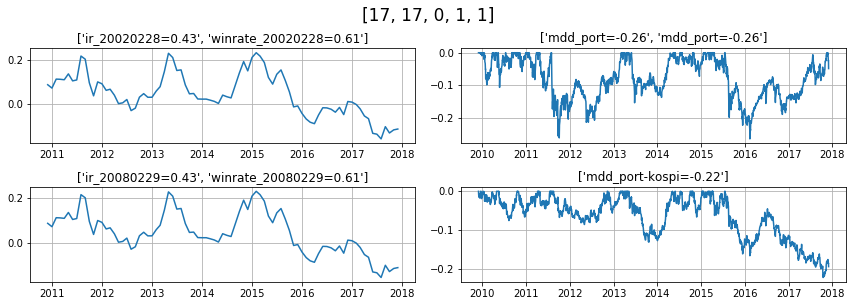 [17, 17, 0, 1, 1]
['ir_20020228=0.43', 'winrate_20020228=0.61']
0.2
0.0
2011 2012 2013 2014 2015 2016 2017 2018
['mdd_port=-0.26', 'mdd_port=-0.26']
0.0
−0.1
−0.2
2010 2011 2012 2013 2014 2015 2016 2017 2018
['ir_20080229=0.43', 'winrate_20080229=0.61']
0.2
0.0
2011 2012 2013 2014 2015 2016 2017 2018
['mdd_port-kospi=-0.22']
0.0
−0.1
−0.2
2010 2011 2012 2013 2014 2015 2016 2017 2018